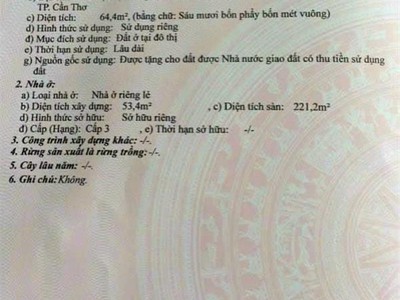 TP. Cần Thơ
c) Diện tích: 64,4m², (bằng chữ: Sáu mươi bốn phẩy bốn mét vuông)
d) Hình thức sử dụng: Sử dụng riêng
đ) Mục đích sử dụng: Đất ở tại đô thị
e) Thời hạn sử dụng: Lâu dài
g) Nguồn gốc sử dụng: Được tặng cho đất được Nhà nước giao đất có thu tiền sử dụng
đất
2. Nhà ở:
a) Loại nhà ở: Nhà ở riêng lẻ
b) Diện tích xây dựng: 53,4m² , c) Diện tích sàn: 221,2m²
d) Hình thức sở hữu: Sở hữu riêng
đ) Cấp (Hạng): Cấp 3 , e) Thời hạn sở hữu: -/-
3. Công trình xây dựng khác: -/-.
4. Rừng sản xuất là rừng trồng: -/-.
5. Cây lâu năm: -/-.
6. Ghi chú: Không.